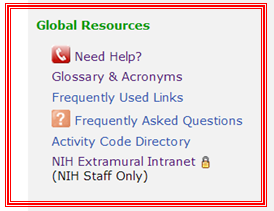 Global Resources
Need Help?
Glossary & Acronyms
Frequently Used Links
? Frequently Asked Questions
Activity Code Directory
NIH Extramural Intranet
(NIH Staff Only)